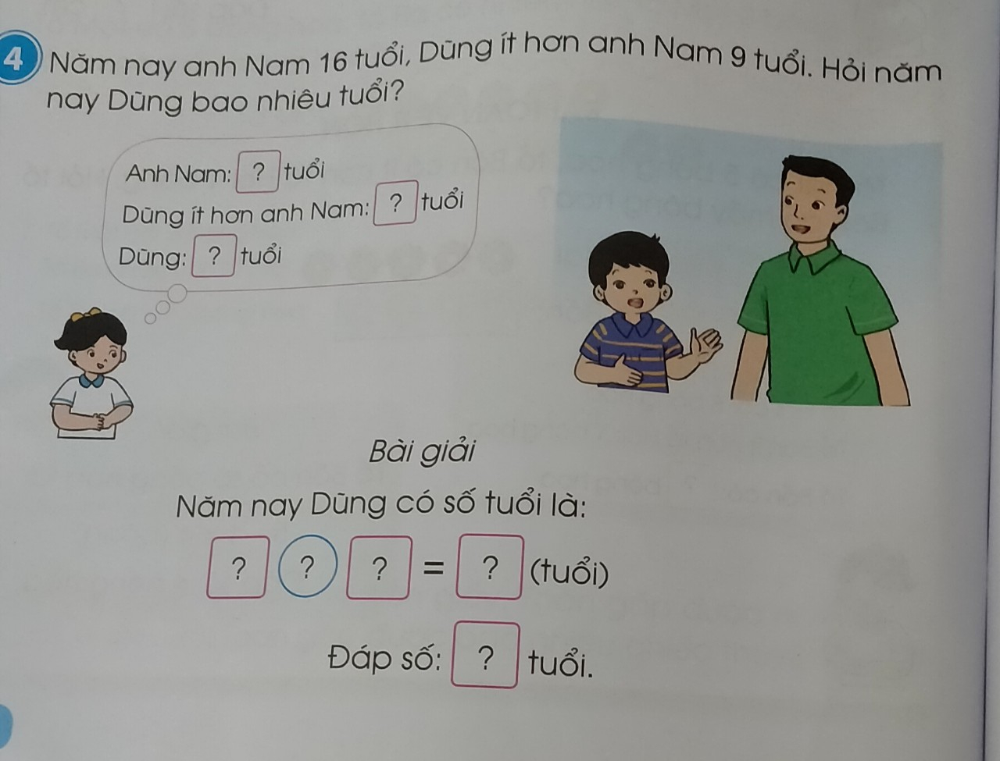 4 Năm nay anh Nam 16 tuổi, Dũng ít hơn anh Nam 9 tuổi. Hỏi năm
nay Dũng bao nhiêu tuổi?
Anh Nam: ? tuổi
Dũng ít hơn anh Nam: ? tuổi
Dũng: ? tuổi
Bài giải
Năm nay Dũng có số tuổi là:
? ? ? = ? (tuổi)
Đáp số: ? tuổi.